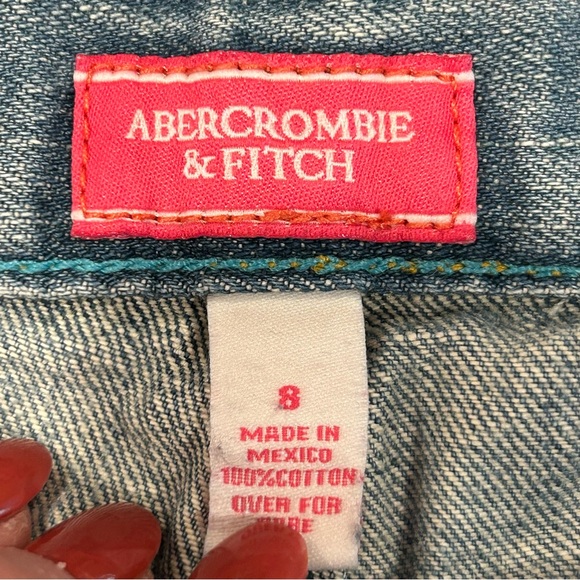 ABERCROMBIE
& FITCH
8
MADE IN
MEXICO
100%COTTON
OVER FOR